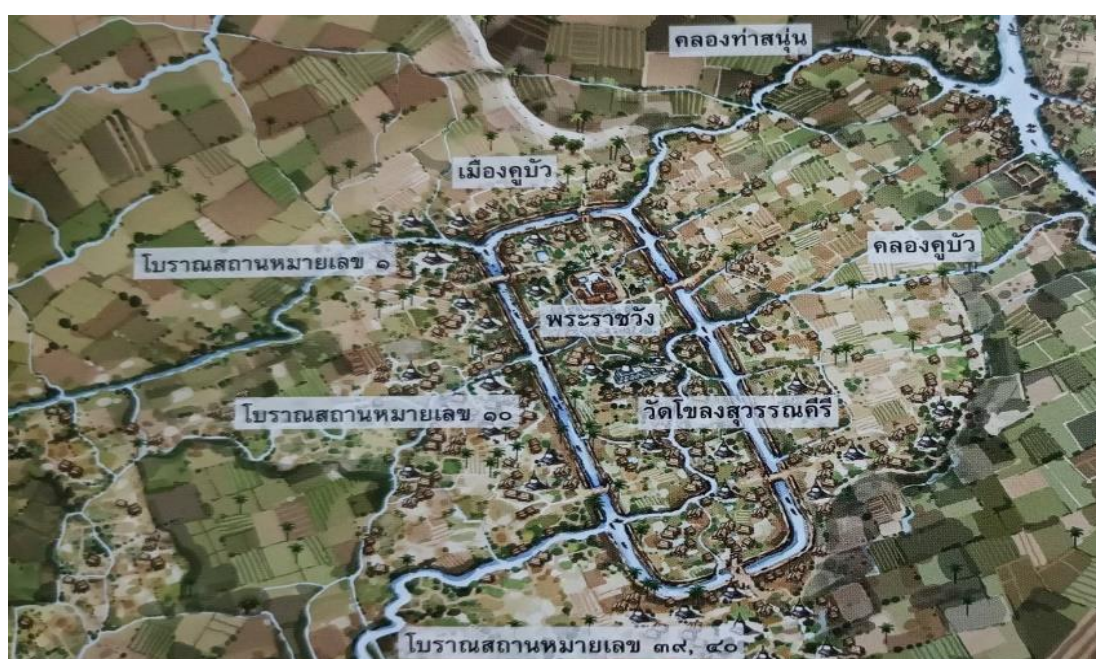 คลองท่าสนุ่น
เมืองคูบัว
คลองคูบัว
โบราณสถานหมายเลข ๑
พระราชวัง
โบราณสถานหมายเลข ๑๐
วัดโขลงสุวรรณคีรี
โบราณสถานหมายเลข ๓๙, ๔๐